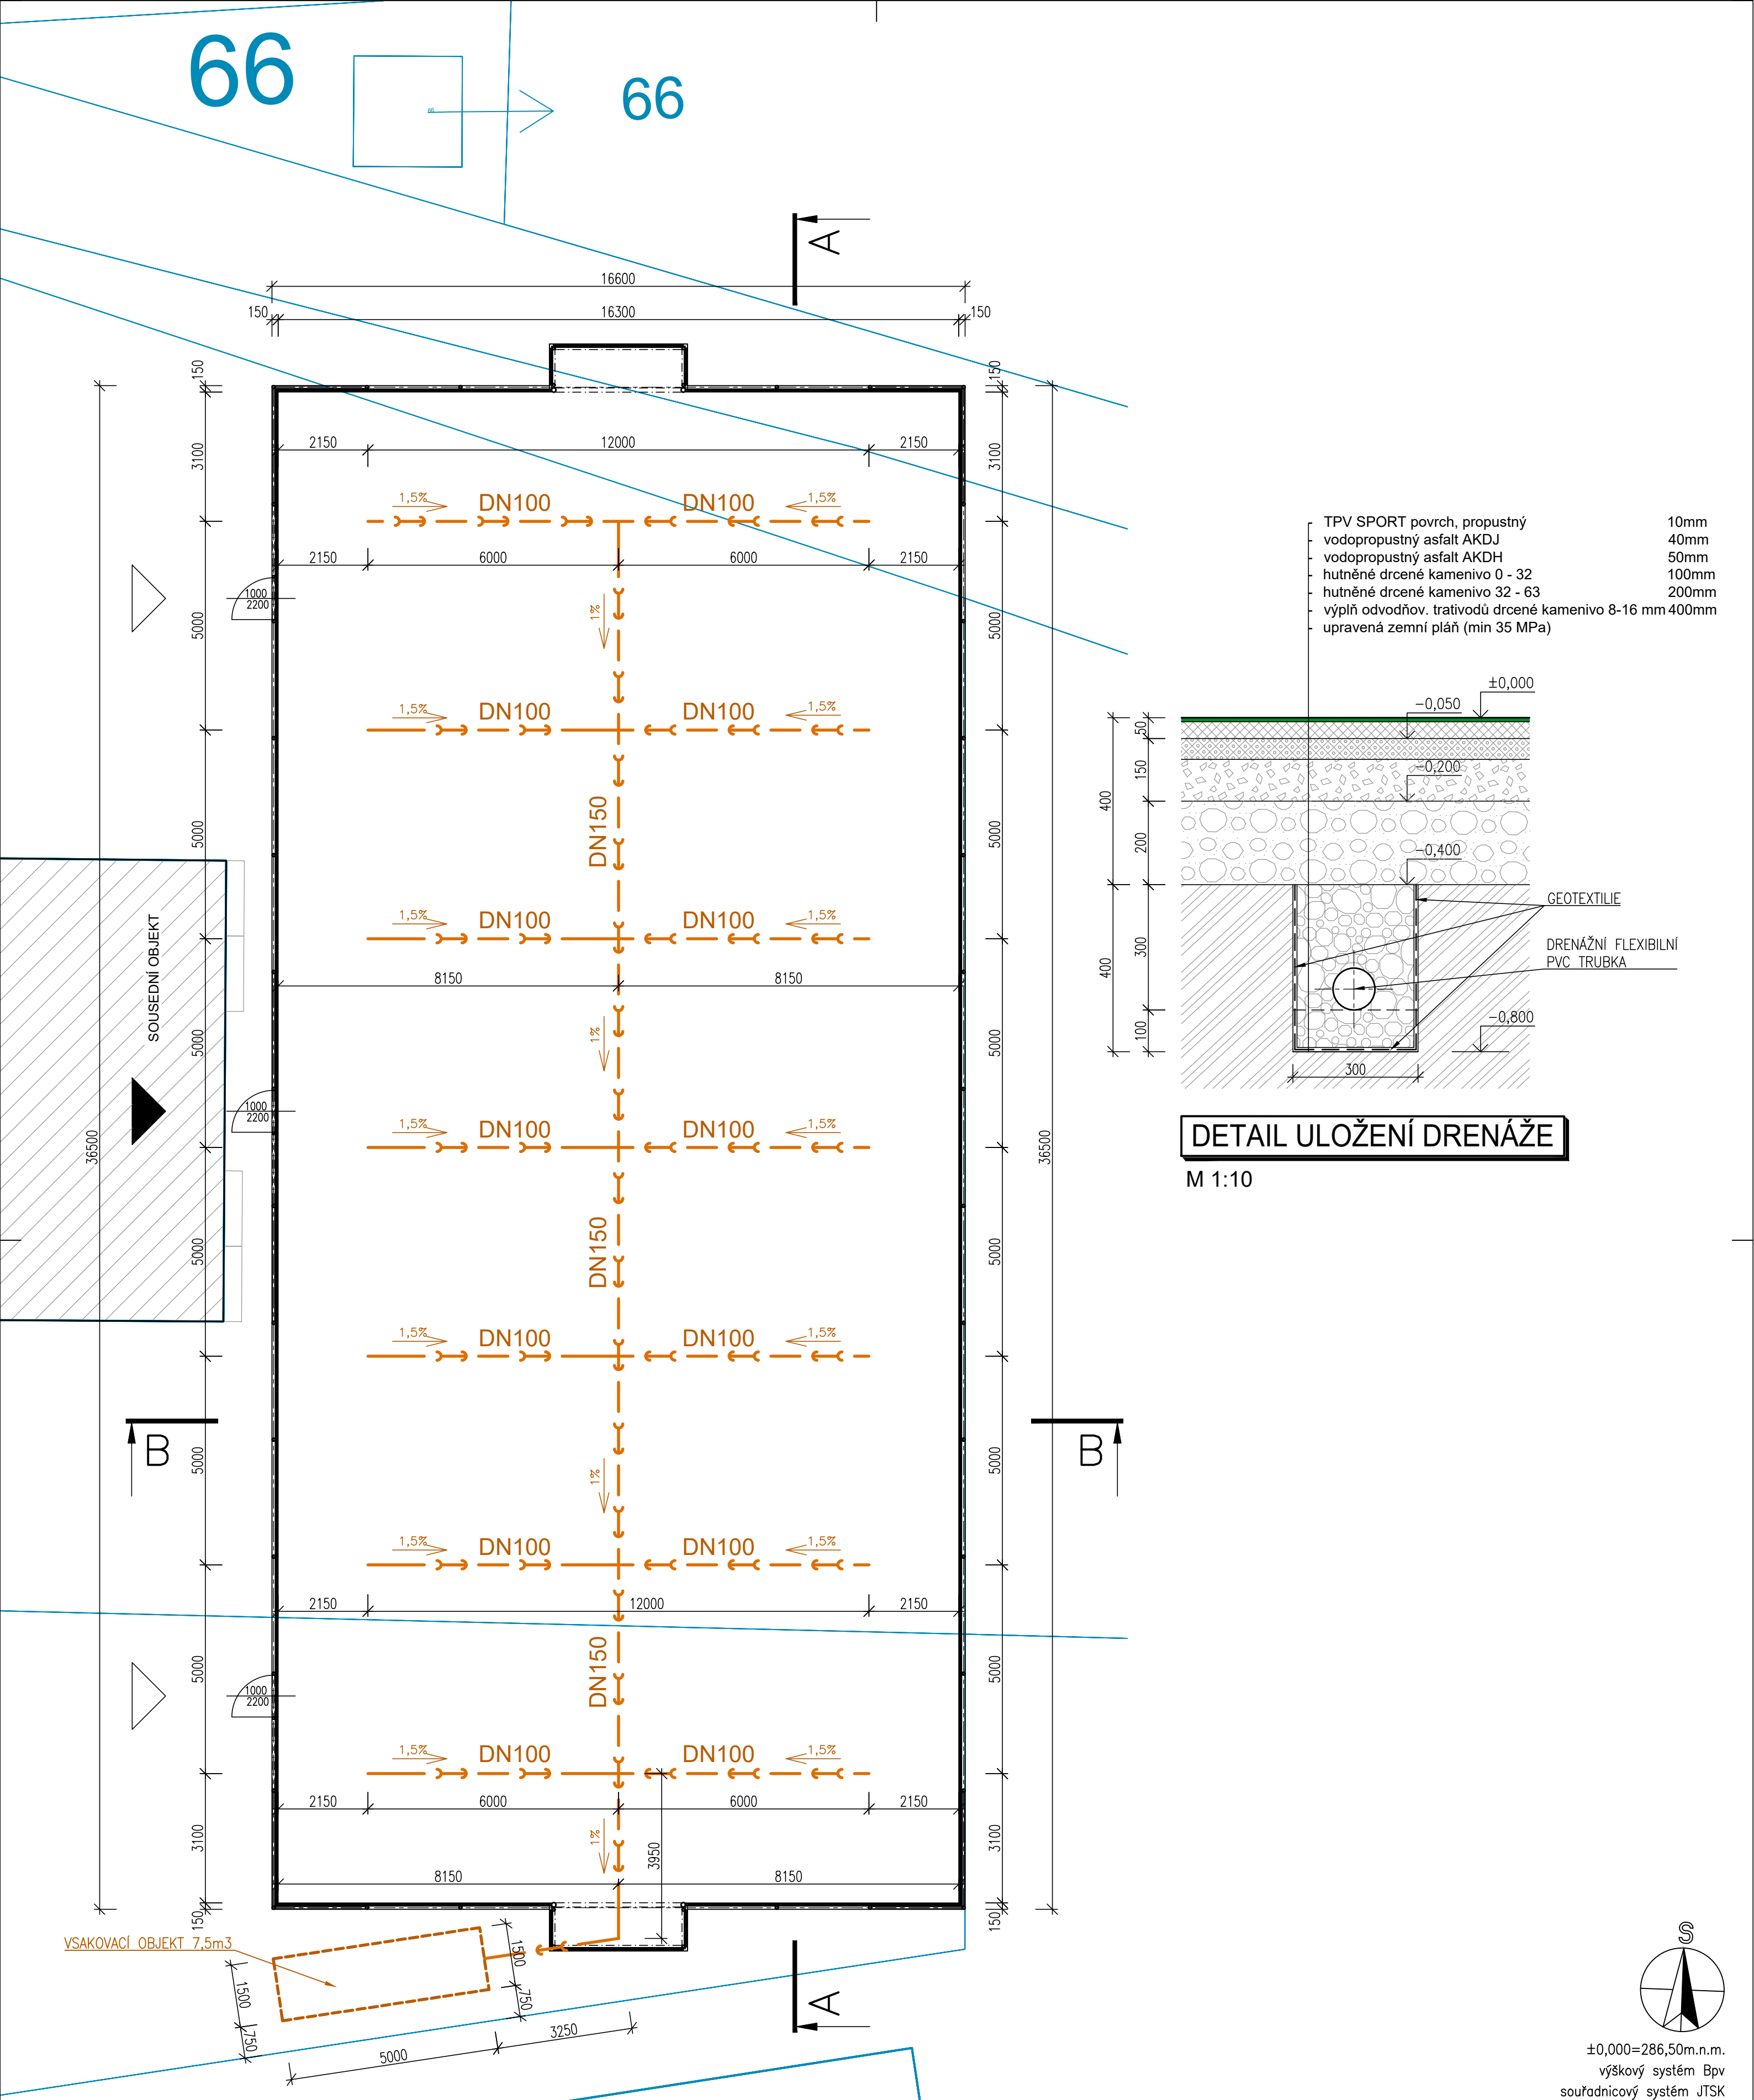 66
66
A
16600
150
16300
150
150
150
3100
2150
12000
2150
3100
1,5%
DN100
DN100
1,5%
2150
6000
6000
2150
1000
2200
5000
1%
5000
1,5%
DN100
DN100
1,5%
5000
DN150
5000
1,5%
DN100
DN100
1,5%
8150
8150
SOUSEDNÍ OBJEKT
5000
1%
5000
1000
2200
36500
1,5%
DN100
DN100
1,5%
36500
5000
DN150
5000
1,5%
DN100
DN100
1,5%
B
B
5000
1%
5000
1,5%
DN100
DN100
1,5%
2150
12000
2150
5000
DN150
5000
1000
2200
1,5%
DN100
DN100
1,5%
2150
6000
6000
2150
3100
1%
3950
3100
8150
8150
150
150
VSAKOVACÍ OBJEKT 7,5m3
1500
750
1500
750
3250
5000
A
TPV SPORT povrch, propustný 10mm
vodopropustný asfalt AKDJ 40mm
vodopropustný asfalt AKDH 50mm
hutněné drcené kamenivo 0 - 32 100mm
hutněné drcené kamenivo 32 - 63 200mm
výplň odvodňov. trativodů drcené kamenivo 8-16 mm 400mm
upravená zemní pláň (min 35 MPa)
±0,000
-0,050
50
150
-0,200
400
200
-0,400
GEOTEXTILIE
DRENÁŽNÍ FLEXIBILNÍ
PVC TRUBKA
300
400
-0,800
100
300
DETAIL ULOŽENÍ DRENÁŽE
M 1:10
S
±0,000=286,50m.n.m.
výškový systém Bpv
souřadnicový systém JTSK